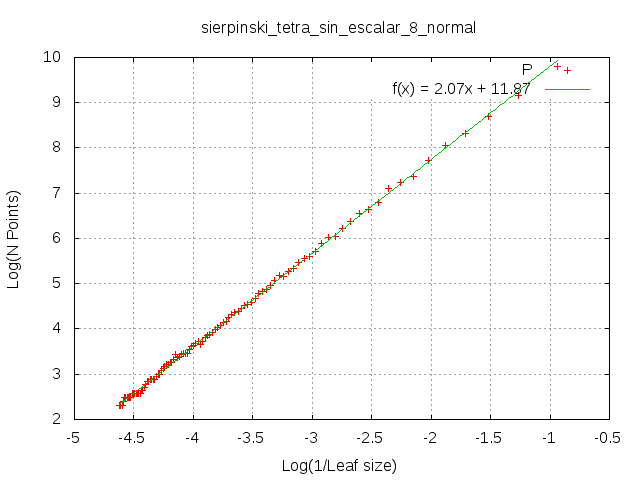 sierpinski_tetra_sin_escalar_8_normal
10
P
f(x) = 2.07x + 11.87
9
8
7
6
Log(N Points)
5
4
3
2
-5 -4.5 -4 -3.5 -3 -2.5 -2 -1.5 -1 -0.5
Log(1/Leaf size)